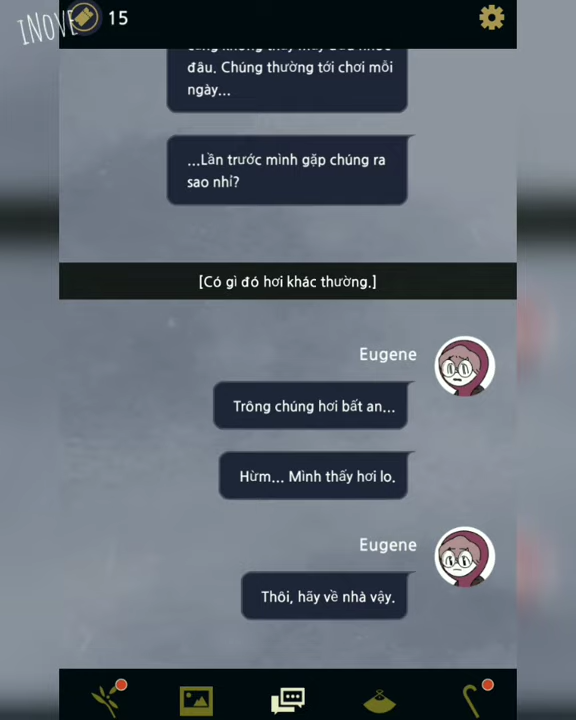 iNOVE
15
đâu. Chúng thường tới chơi mỗi
ngày...
...Lần trước mình gặp chúng ra
sao nhỉ?
[Có gì đó hơi khác thường.]
Eugene
Trông chúng hơi bất an...
Hừm... Mình thấy hơi lo.
Eugene
Thôi, hãy về nhà vậy.